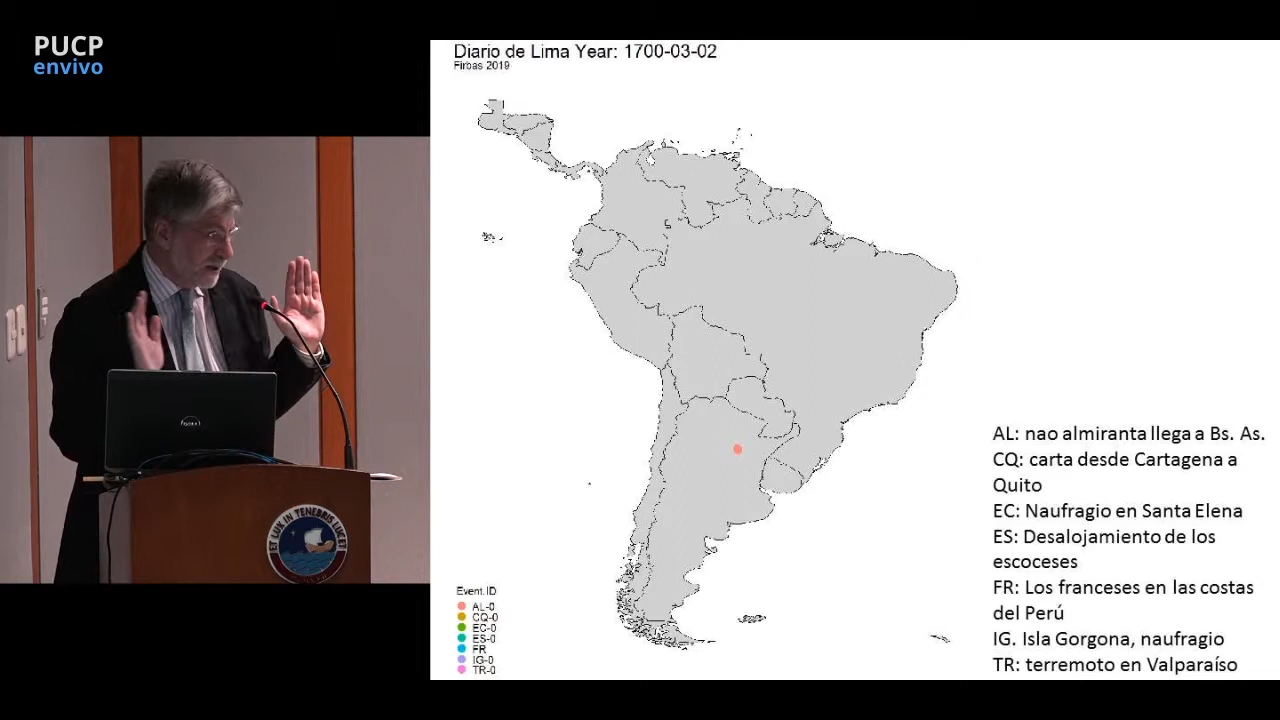 PUCP
envivo
Diario de Lima Year: 1700-03-02
Firbas 2019
AL: nao almiranta llega a Bs. As.
CQ: carta desde Cartagena a
Quito
EC: Naufragio en Santa Elena
ES: Desalojamiento de los
escoceses
FR: Los franceses en las costas
del Perú
IG. Isla Gorgona, naufragio
TR: terremoto en Valparaíso
Event.ID
AL-0
CQ-0
EC-0
ES-0
FR
IG-0
TR-0
DELL
ET LUX IN TENEBRIS LUCET